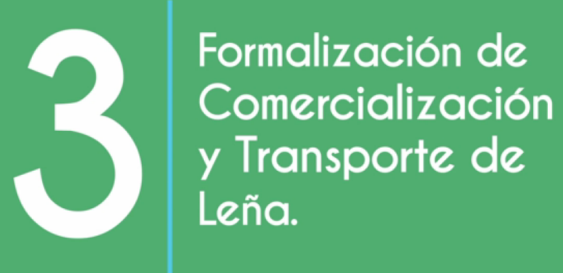 3
Formalización de
Comercialización
y Transporte de
Leña.